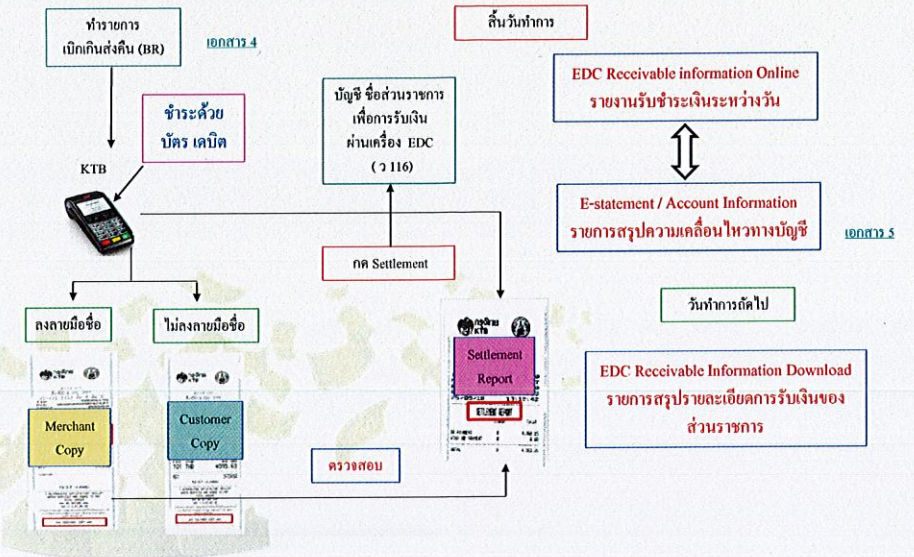 ทำรายการ
เบิกเกินส่งคืน (BR)
เอกสาร 4
สิ้นวันทำการ
ชำระด้วย
บัตร เดบิต
บัญชี ชื่อส่วนราชการ
เพื่อการรับเงิน
ผ่านเครื่อง EDC
( ว 116)
EDC Receivable information Online
รายงานรับชำระเงินระหว่างวัน
KTB
E-statement / Account Information
รายการสรุปความเคลื่อนไหวทางบัญชี
เอกสาร 5
กด Settlement
ลงลายมือชื่อ
ไม่ลงลายมือชื่อ
วันทำการถัดไป
กรุงไทย
KTB
Settlement
Report
SETTLEMENT REPORT
EDC Receivable Information Download
รายการสรุปรายละเอียดการรับเงินของ
ส่วนราชการ
Merchant
Copy
Customer
Copy
ตรวจสอบ